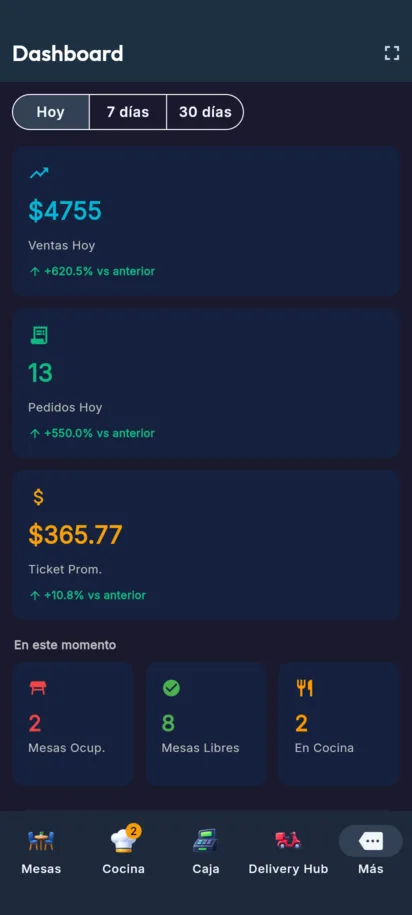 Dashboard
Hoy
7 días
30 días
$4755
Ventas Hoy
↑ +620.5% vs anterior
13
Pedidos Hoy
↑ +550.0% vs anterior
$
$365.77
Ticket Prom.
↑ +10.8% vs anterior
En este momento
2
Mesas Ocup.
8
Mesas Libres
2
En Cocina
2
Mesas
Cocina
Caja
Delivery Hub
Más